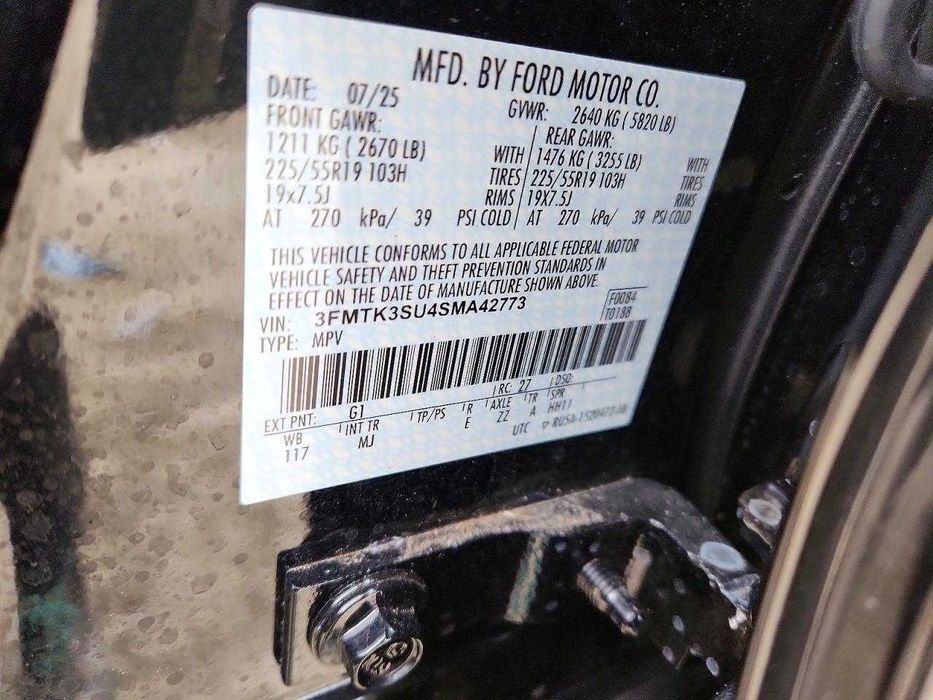 MFD. BY FORD MOTOR CO.
DATE: 07/25 GVWR: 2640 KG ( 5820 LB)
FRONT GAWR: REAR GAWR:
1211 KG ( 2670 LB) WITH 1476 KG ( 3255 LB) WITH
225/55R19 103H TIRES 225/55R19 103H TIRES
19x7.5J RIMS 19X7.5J RIMS
AT 270 kPa/ 39 PSI COLD AT 270 kPa/ 39 PSI COLD
THIS VEHICLE CONFORMS TO ALL APPLICABLE FEDERAL MOTOR
VEHICLE SAFETY AND THEFT PREVENTION STANDARDS IN
EFFECT ON THE DATE OF MANUFACTURE SHOWN ABOVE.
VIN: 3FMTK3SU4SMA42773 F0084
TYPE: MPV T0188
RC: 27 DSO:
EXT PNT: G1
WB INT TR TP/PS R AXLE TR SPR
117 MJ E ZZ A HH11
UTC